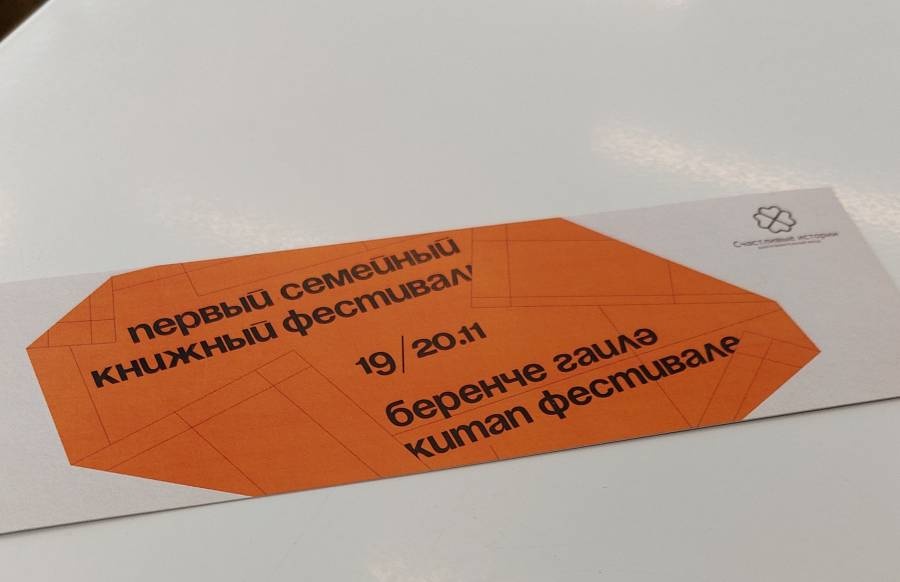 первый семейный
книжный фестиваль
19/20.11
беренче гаилә
китап фестивале
Счастливые истории